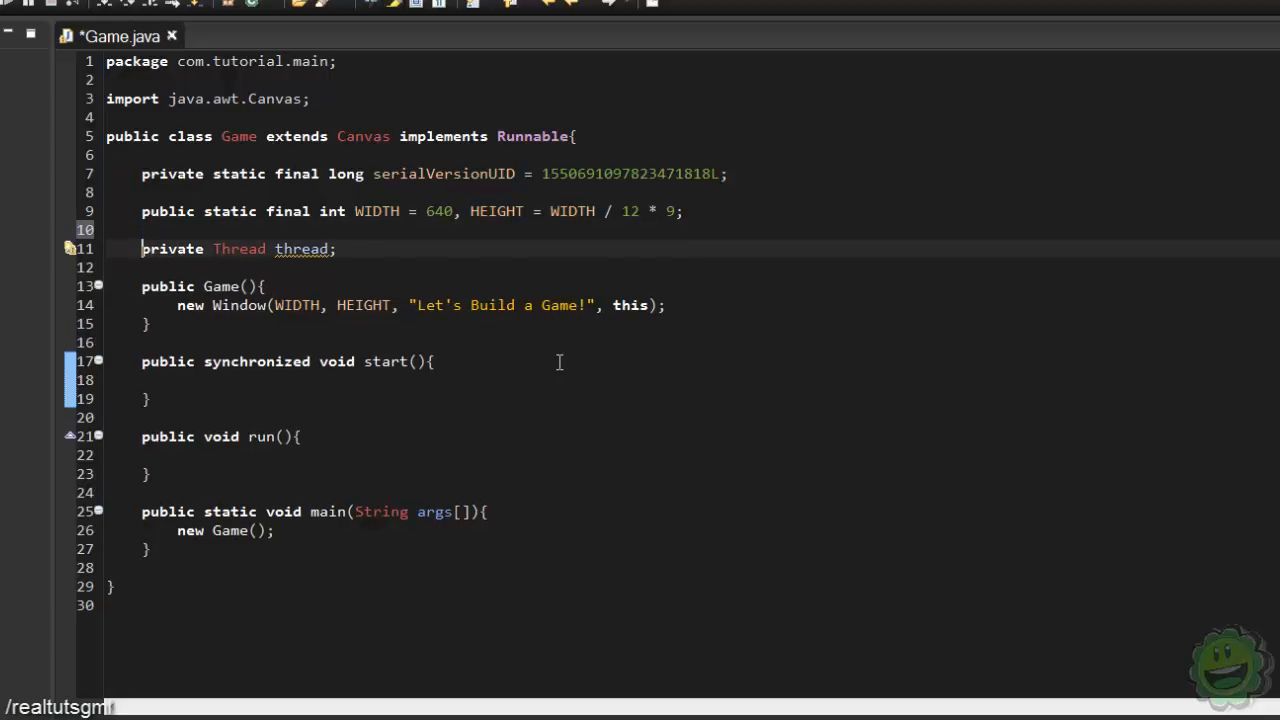 *Game.java
1 package com.tutorial.main;
2
3 import java.awt.Canvas;
4
5 public class Game extends Canvas implements Runnable{
6
7 private static final long serialVersionUID = 1550691097823471818L;
8
9 public static final int WIDTH = 640, HEIGHT = WIDTH / 12 * 9;
10
11 private Thread thread;
12
13 public Game(){
14 new Window(WIDTH, HEIGHT, "Let's Build a Game!", this);
15 }
16
17 public synchronized void start(){
18
19 }
20
21 public void run(){
22
23 }
24
25 public static void main(String args[]){
26 new Game();
27 }
28
29 }
30
/realtutsgml